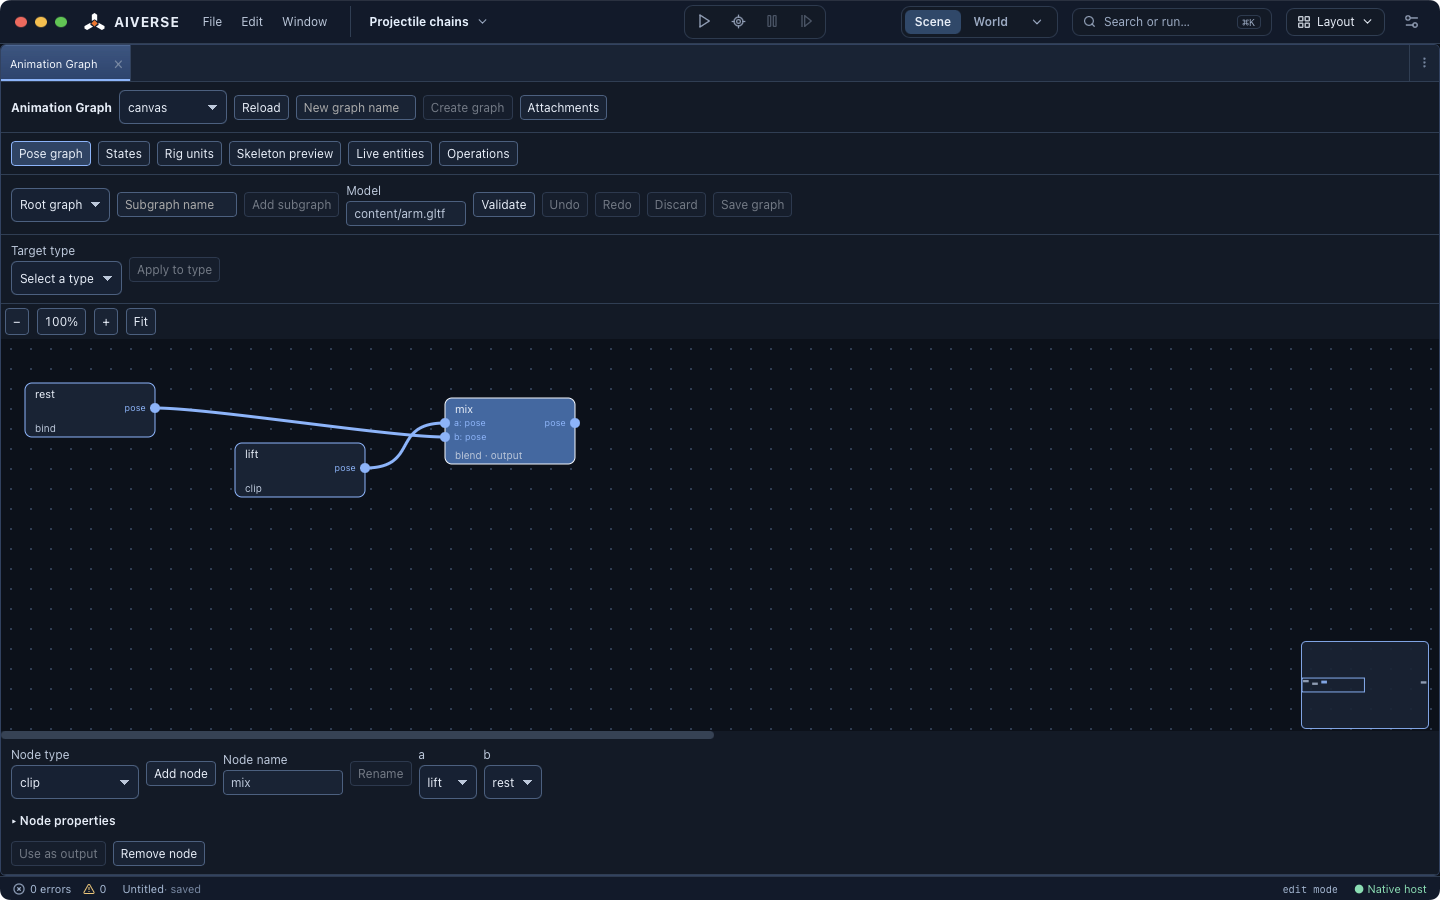 AIVERSE File Edit Window Projectile chains Scene World Search or run... ⌘K Layout
Animation Graph ×
Animation Graph canvas Reload New graph name Create graph Attachments
Pose graph States Rig units Skeleton preview Live entities Operations
Model
Root graph Subgraph name Add subgraph content/arm.gltf Validate Undo Redo Discard Save graph
Target type
Select a type Apply to type
− 100% + Fit
rest
pose
bind
lift
pose
clip
mix
a: pose pose
b: pose
blend · output
Node type Node name a b
clip Add node mix Rename lift rest
▸ Node properties
Use as output Remove node
0 errors 0 Untitled · saved edit mode Native host